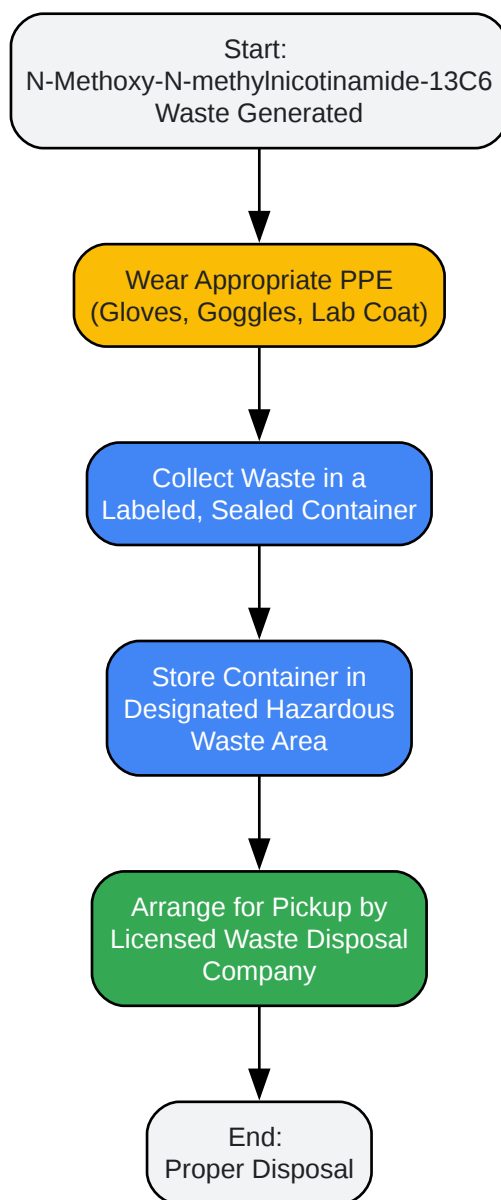 Start:
N-Methoxy-N-methylnicotinamide-13C6
Waste Generated
Wear Appropriate PPE
(Gloves, Goggles, Lab Coat)
Collect Waste in a
Labeled, Sealed Container
Store Container in
Designated Hazardous
Waste Area
Arrange for Pickup by
Licensed Waste Disposal
Company
End:
Proper Disposal